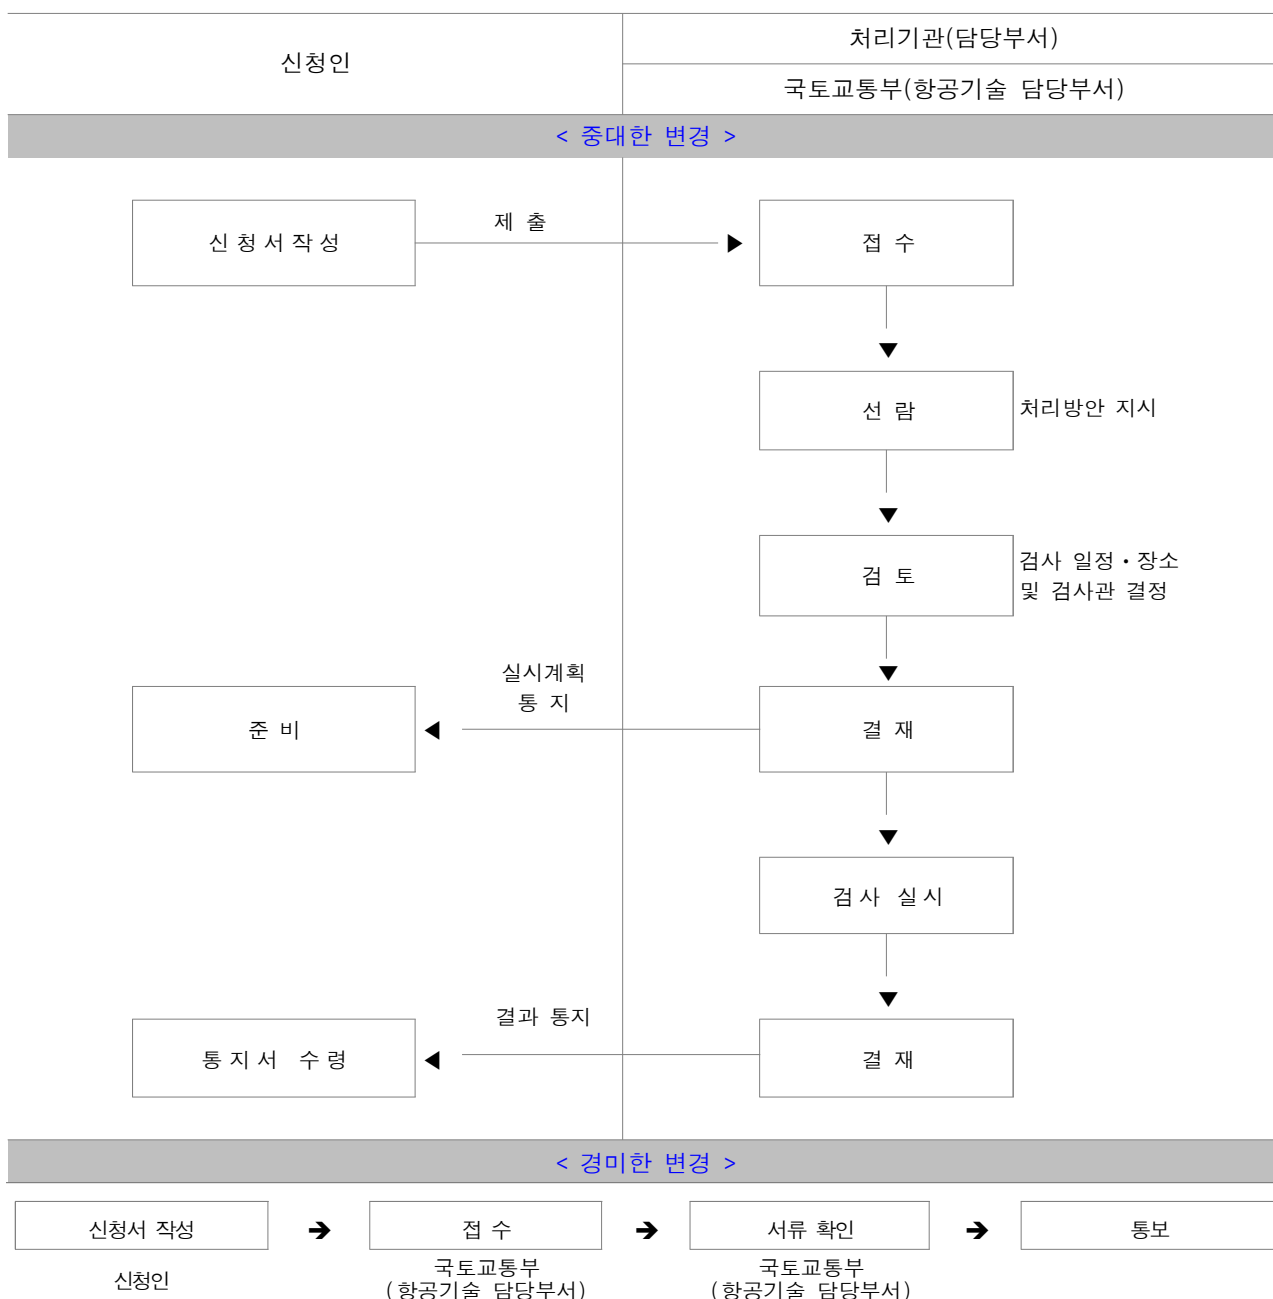 신청인
처리기관(담당부서)
국토교통부(항공기술 담당부서)
< 중대한 변경 >
신 청 서 작 성
제 출
접 수
선 람
처리방안 지시
검 토
검사 일정・장소
및 검사관 결정
실시계획
통 지
준 비
결 재
검 사 실 시
결과 통지
통 지 서 수 령
결 재
< 경미한 변경 >
신청서 작성
접 수
서류 확인
통보
신청인
국토교통부
(항공기술 담당부서)
국토교통부
(항공기술 담당부서)